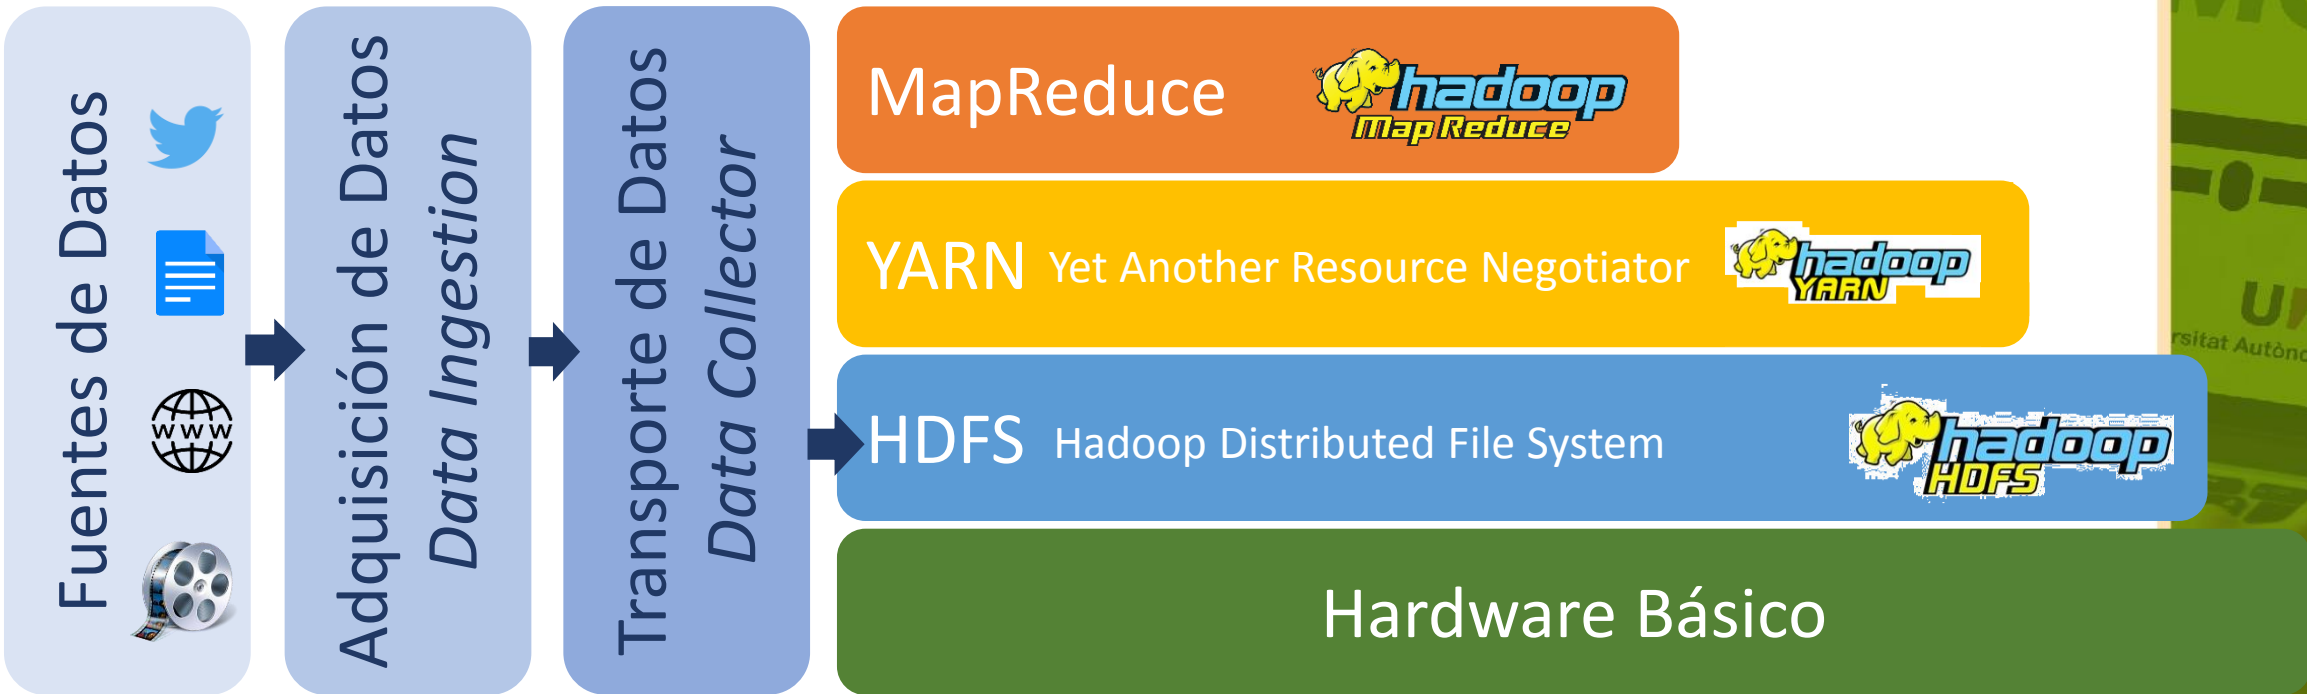 Fuentes de Datos
WWW
Adquisición de Datos
Data Ingestion
Transporte de Datos
Data Collector
MapReduce
hadoop
Map Reduce
YARN Yet Another Resource Negotiator
hadoop
YARN
HDFS Hadoop Distributed File System
hadoop
HDFS
Hardware Básico